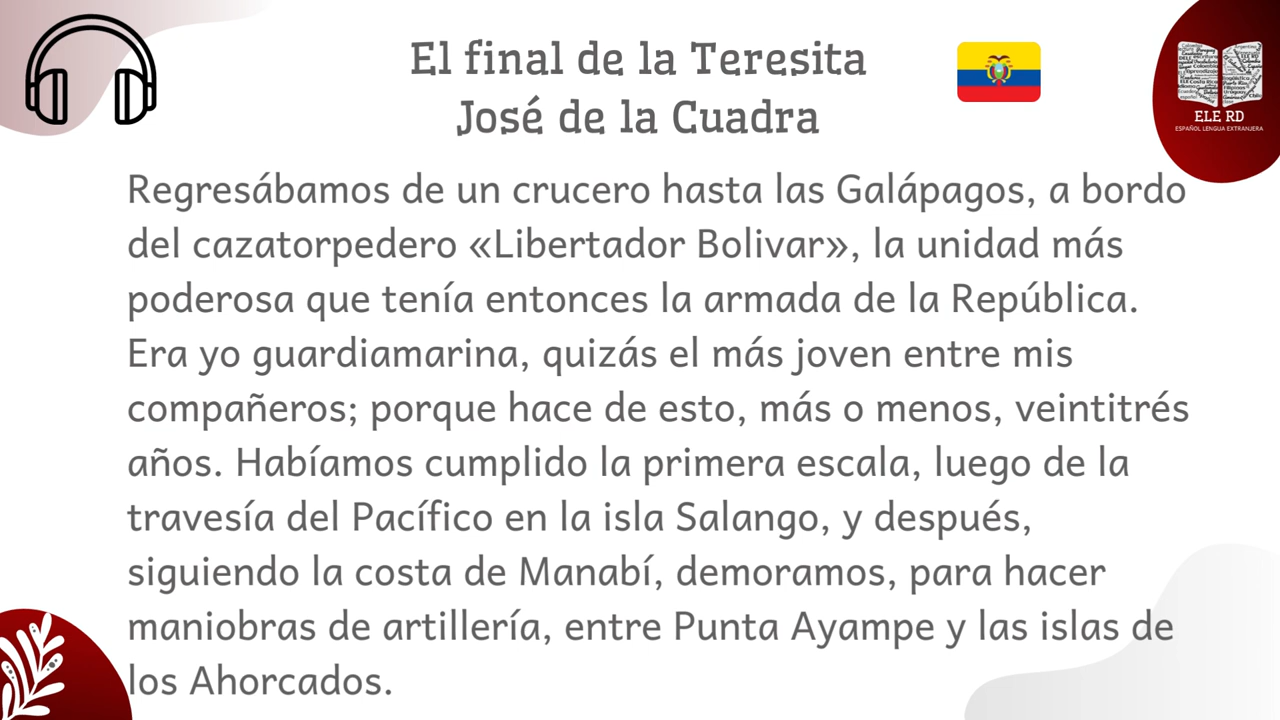 El final de la Teresita
José de la Cuadra
ELE RD
ESPAÑOL LENGUA EXTRANJERA
Regresábamos de un crucero hasta las Galápagos, a bordo
del cazatorpedero «Libertador Bolivar», la unidad más
poderosa que tenía entonces la armada de la República.
Era yo guardiamarina, quizás el más joven entre mis
compañeros; porque hace de esto, más o menos, veintitrés
años. Habíamos cumplido la primera escala, luego de la
travesía del Pacífico en la isla Salango, y después,
siguiendo la costa de Manabí, demoramos, para hacer
maniobras de artillería, entre Punta Ayampe y las islas de
los Ahorcados.